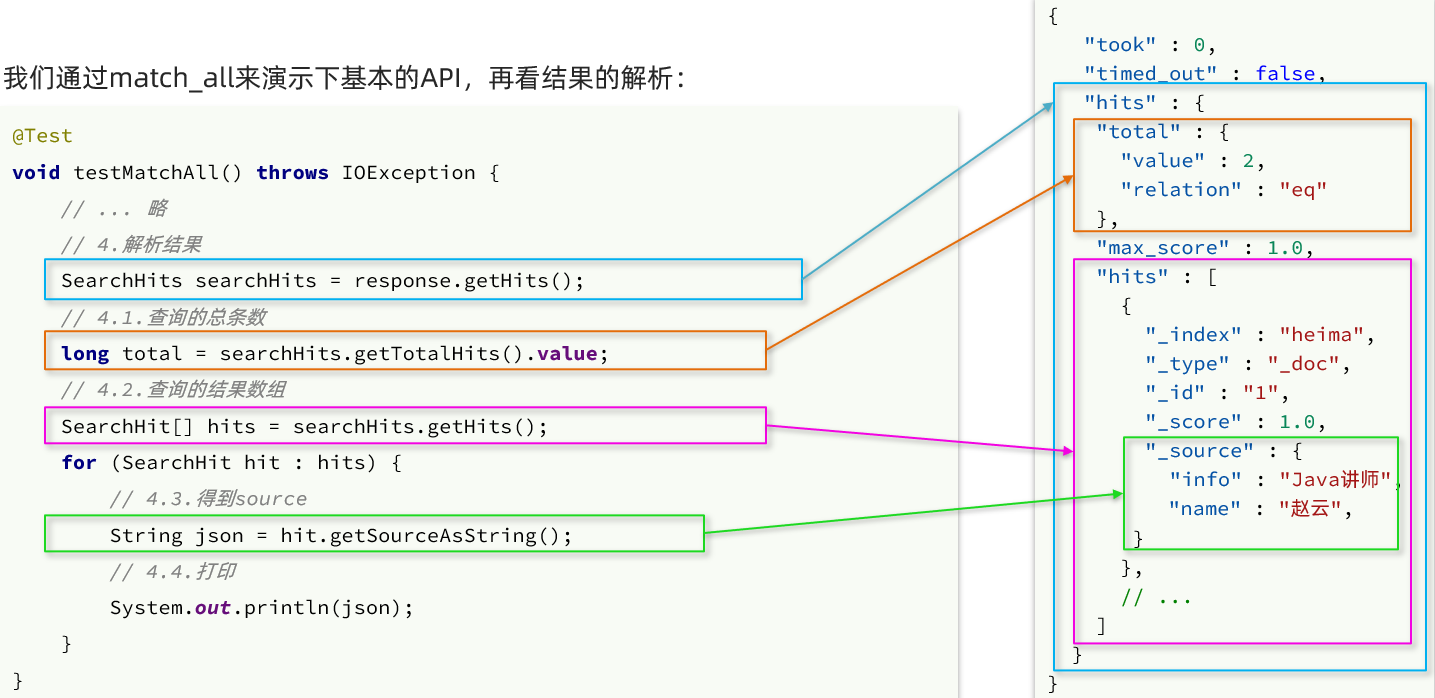 我们通过match_all来演示下基本的API，再看结果的解析：
@Test
void testMatchAll() throws IOException {
    // ... 略
    // 4.解析结果
    SearchHits searchHits = response.getHits();
    // 4.1.查询的总条数
    long total = searchHits.getTotalHits().value;
    // 4.2.查询的结果数组
    SearchHit[] hits = searchHits.getHits();
    for (SearchHit hit : hits) {
        // 4.3.得到source
        String json = hit.getSourceAsString();
        // 4.4.打印
        System.out.println(json);
    }
}
{
  "took" : 0,
  "timed_out" : false,
  "hits" : {
    "total" : {
      "value" : 2,
      "relation" : "eq"
    },
    "max_score" : 1.0,
    "hits" : [
      {
        "_index" : "heima",
        "_type" : "_doc",
        "_id" : "1",
        "_score" : 1.0,
        "_source" : {
          "info" : "Java讲师",
          "name" : "赵云",
        }
      },
      // ...
    ]
  }
}